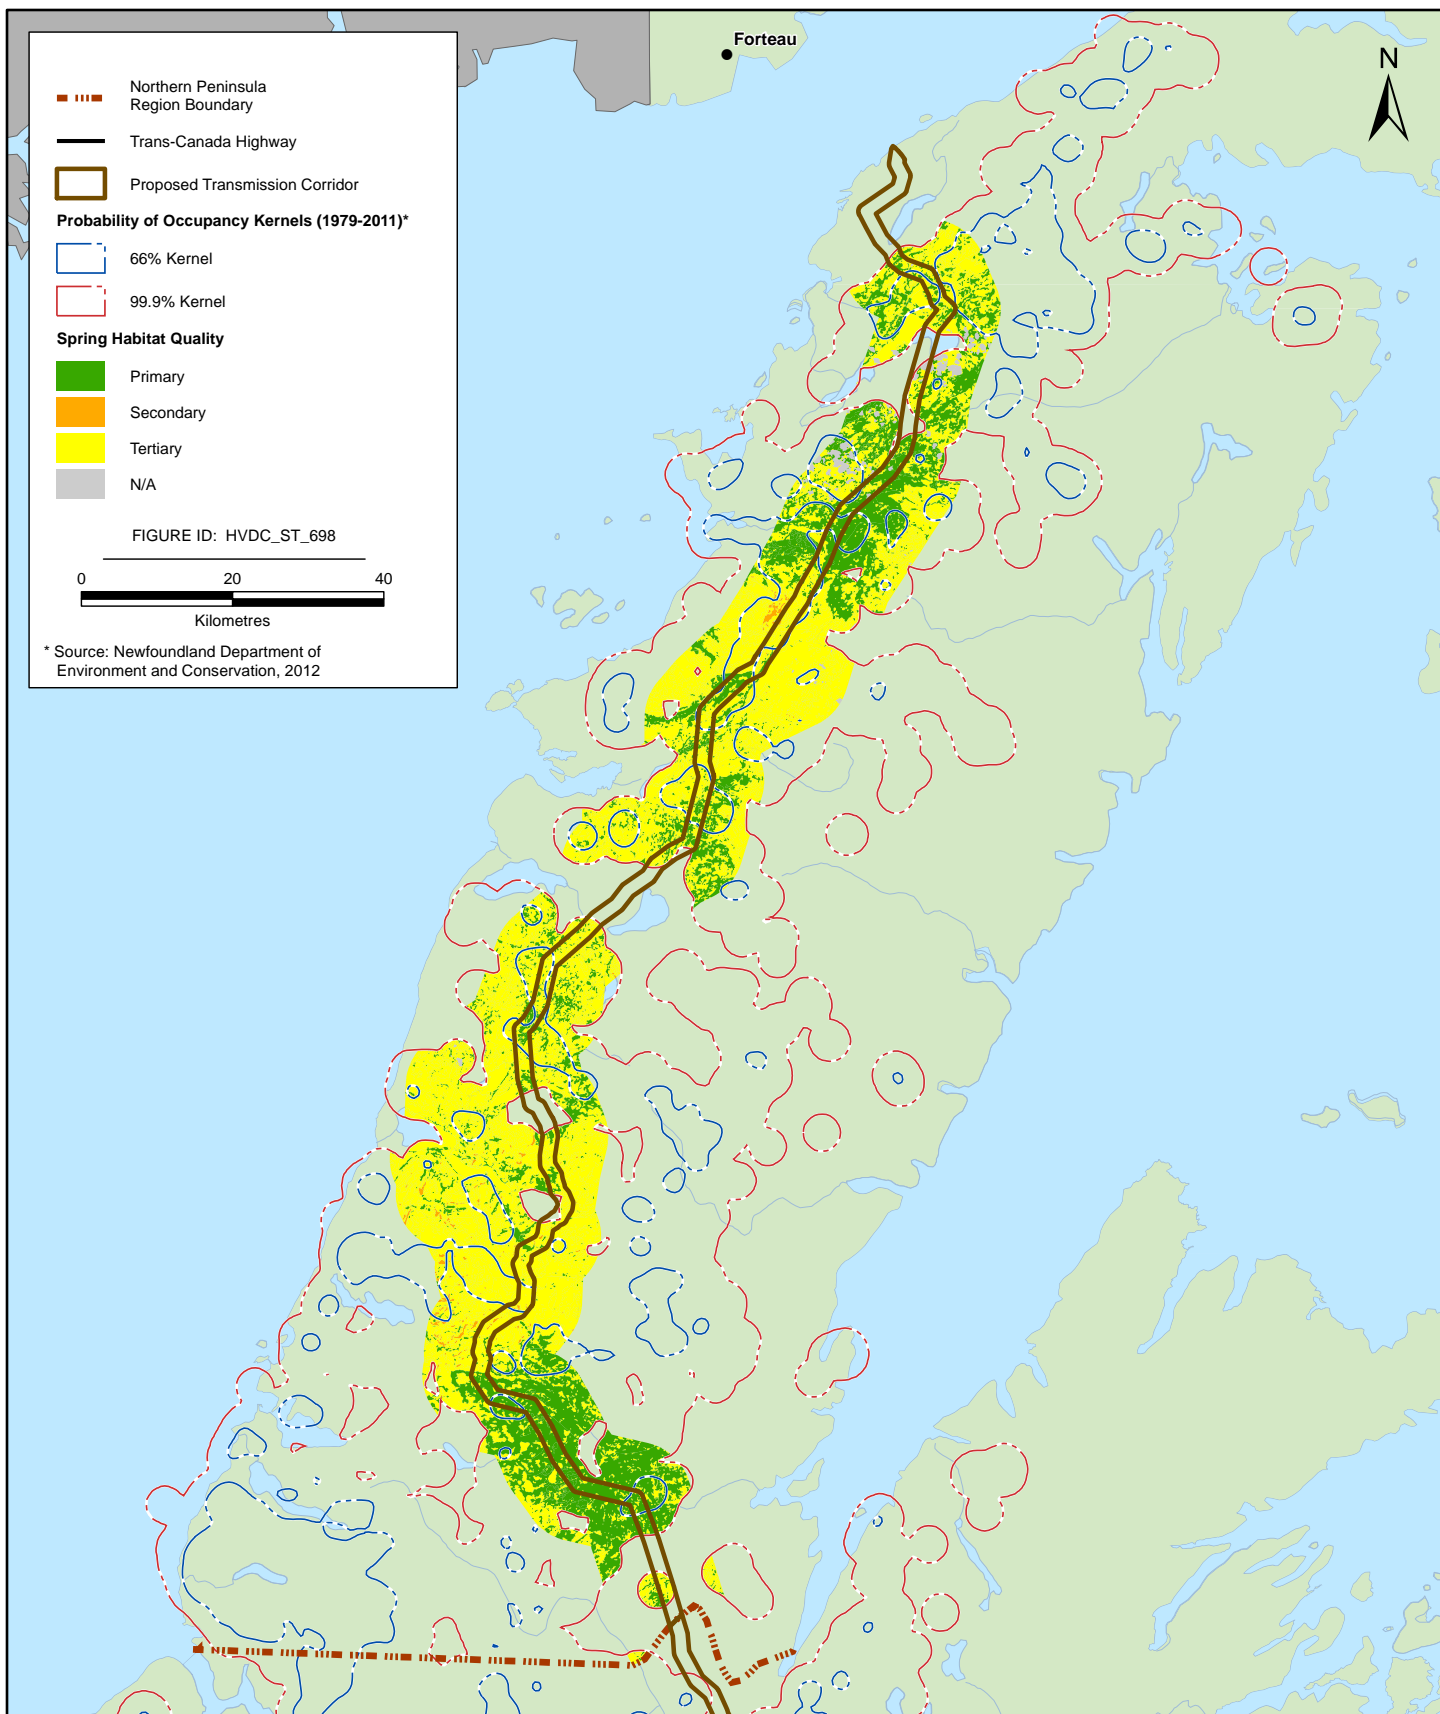 Forteau
N
Northern Peninsula
Region Boundary
Trans-Canada Highway
Proposed Transmission Corridor
Probability of Occupancy Kernels (1979-2011)*
66% Kernel
99.9% Kernel
Spring Habitat Quality
Primary
Secondary
Tertiary
N/A
FIGURE ID: HVDC_ST_698
0 20 40
Kilometres
* Source: Newfoundland Department of
Environment and Conservation, 2012